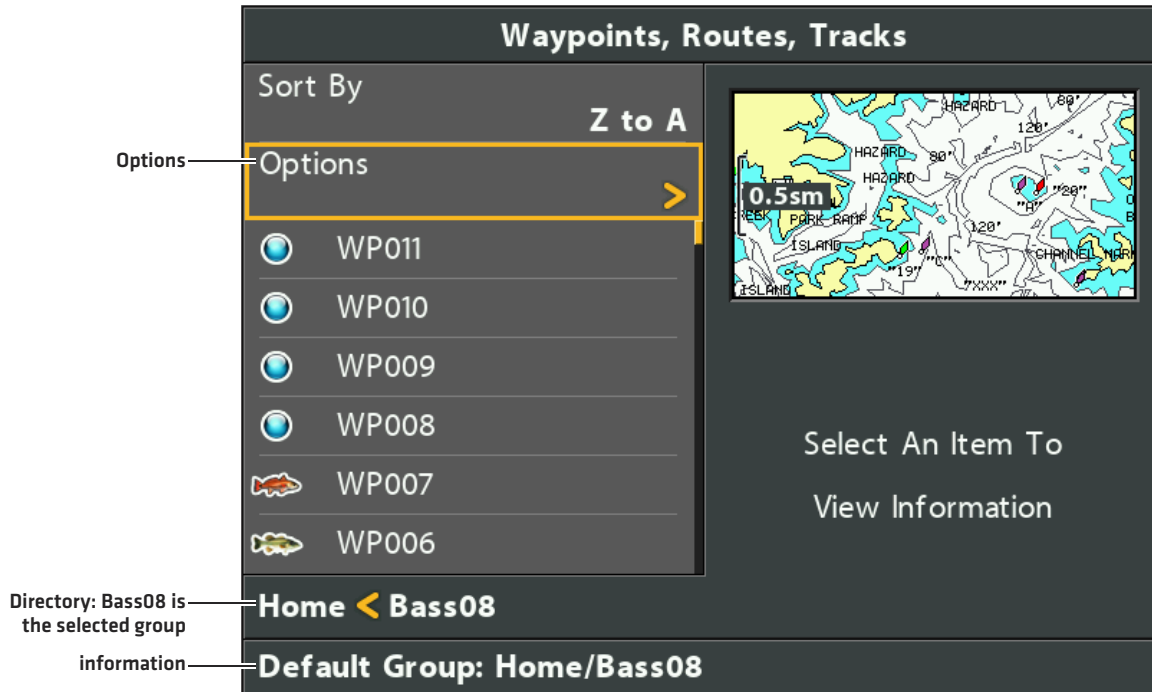 Waypoints, Routes, Tracks
Sort By
Z to A
Options
Options
>
WP011
WP010
WP009
WP008
WP007
WP006
HAZARD
80'
120'
HAZARD
80'
HAZARD
0.5sm
"20"
"A"
PARK RAMP
120'
ISLAND
"C"
CHANNEL MAR
"19"
"XXX"
ISLAND
Select An Item To
View Information
Directory: Bass08 is
the selected group
Home < Bass08
information
Default Group: Home/Bass08